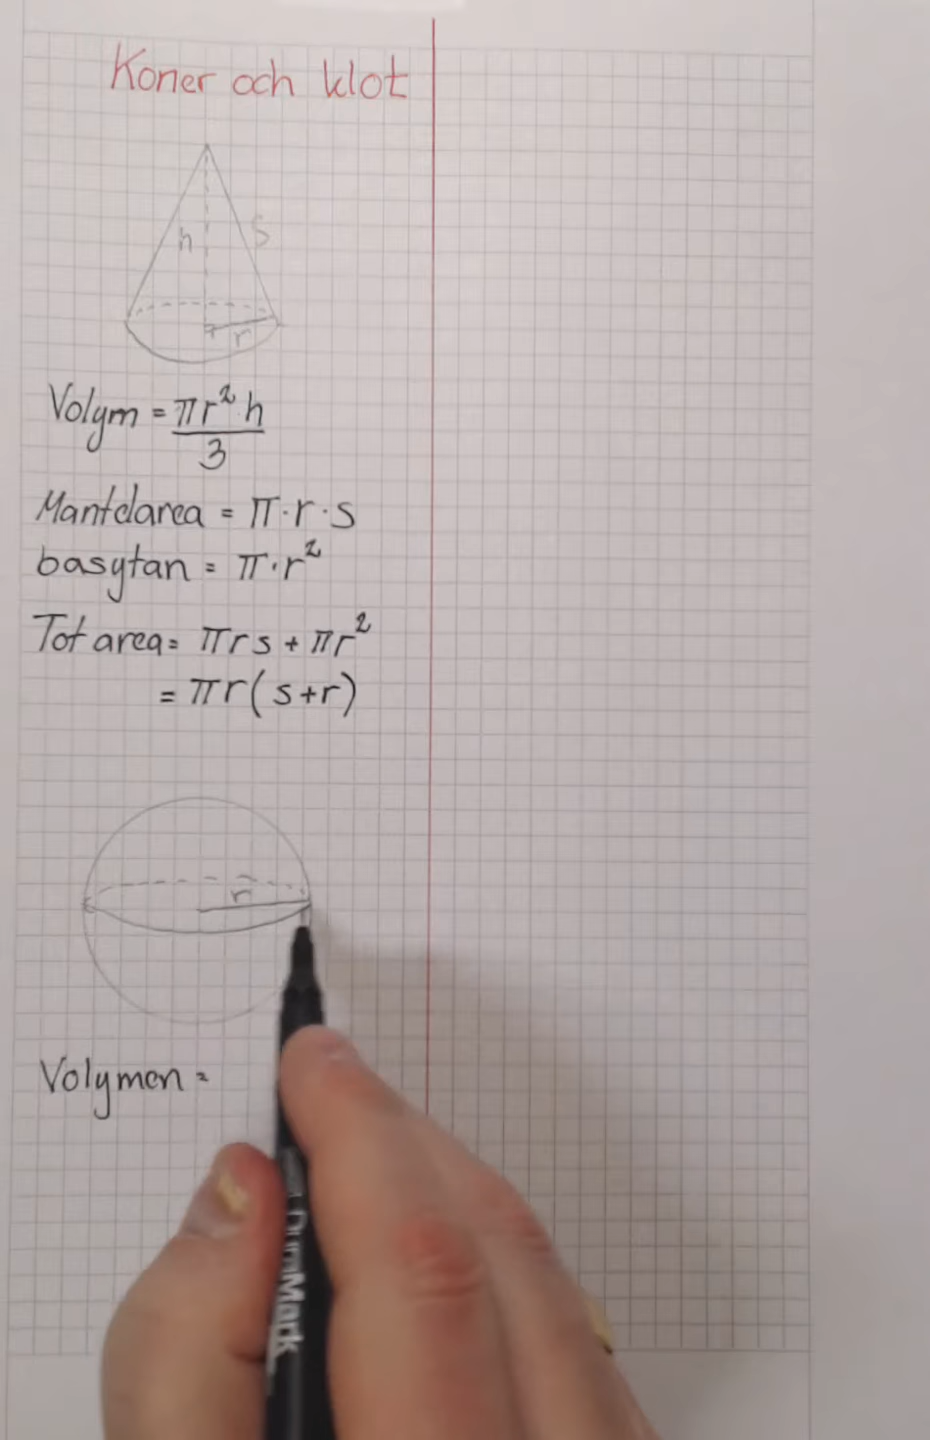 Koner och klot
h
s
r
Volym = πr²h
3
Mantelarea = π·r·s
basytan = π·r²
Tot area = πrs + πr²
= πr(s+r)
r
Volymen =